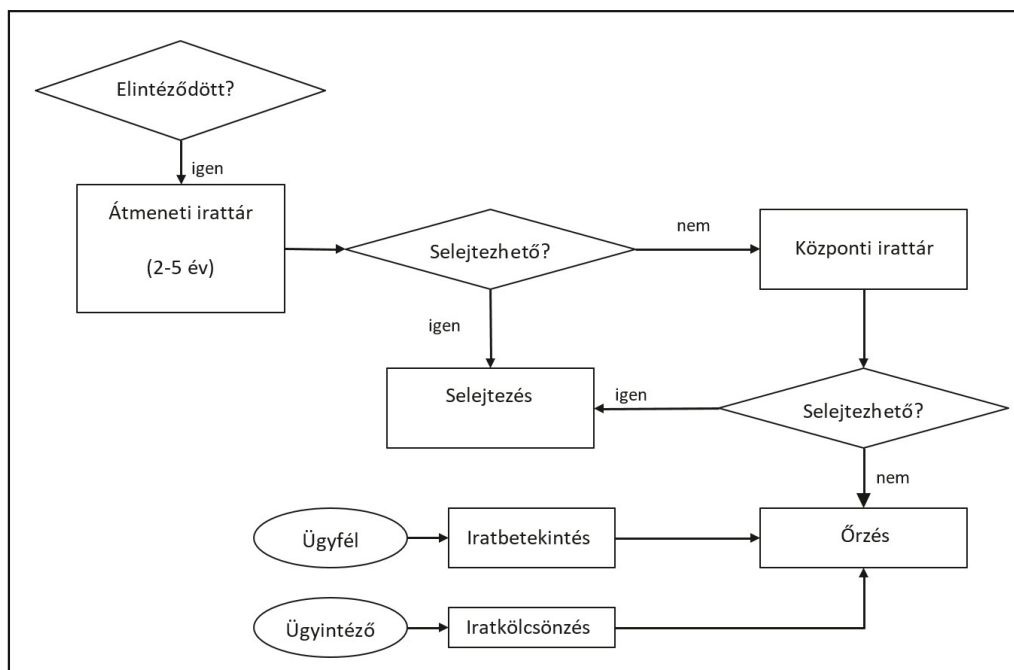 Elintéződött?
igen
Átmeneti irattár
(2-5 év)
Selejtezhető?
nem
Központi irattár
igen
Selejtezés
igen
Selejtezhető?
nem
Ügyfél
Iratbetekintés
Őrzés
Ügyintéző
Iratkölcsönzés